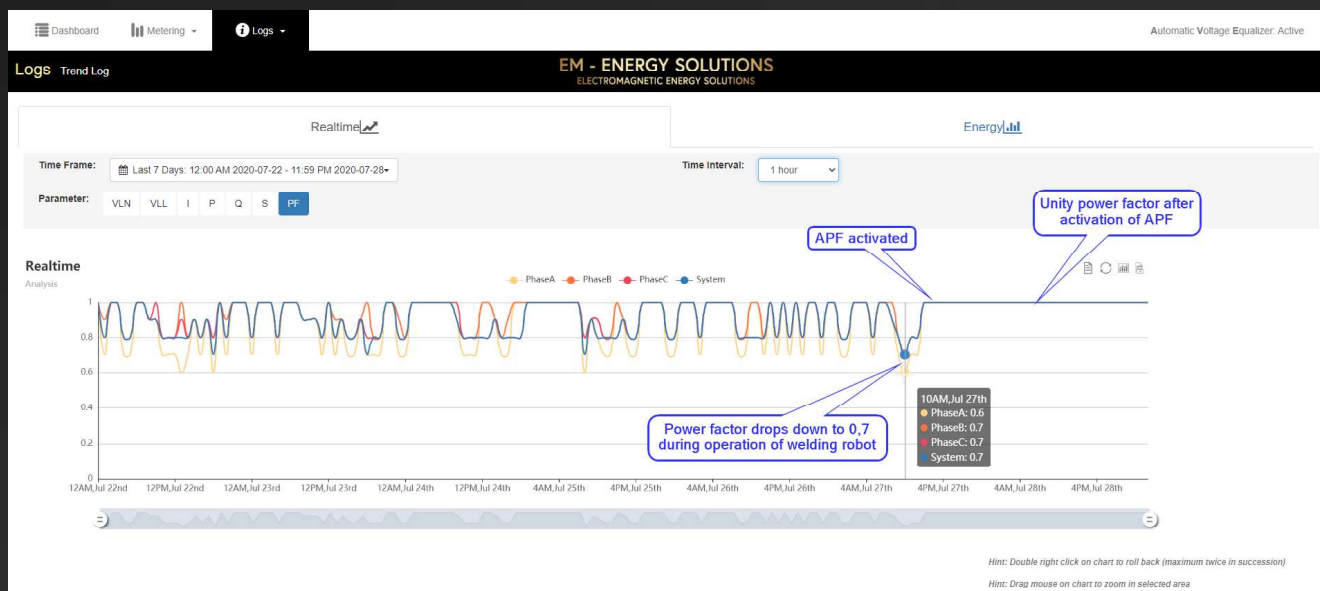 Dashboard Metering Logs Automatic Voltage Equalizer: Active
Logs Trend Log
EM - ENERGY SOLUTIONS
ELECTROMAGNETIC ENERGY SOLUTIONS
Realtime Energy
Time Frame: Last 7 Days: 12:00 AM 2020-07-22 - 11:59 PM 2020-07-28 Time Interval: 1 hour
Parameter: VLN VLL I P Q S PF
Unity power factor after
activation of APF
APF activated
Realtime
Analysis
PhaseA PhaseB PhaseC System
1
0.8
0.6
0.4
0.2
0
Power factor drops down to 0,7
during operation of welding robot
10AM,Jul 27th
PhaseA: 0.6
PhaseB: 0.7
PhaseC: 0.7
System: 0.7
12AM,Jul 22nd 12PM,Jul 22nd 12AM,Jul 23rd 12PM,Jul 23rd 12AM,Jul 24th 12PM,Jul 24th 4AM,Jul 25th 4PM,Jul 25th 4AM,Jul 26th 4PM,Jul 26th 4AM,Jul 27th 4PM,Jul 27th 4AM,Jul 28th 4PM,Jul 28th
Hint: Double right click on chart to roll back (maximum twice in succession)
Hint: Drag mouse on chart to zoom in selected area